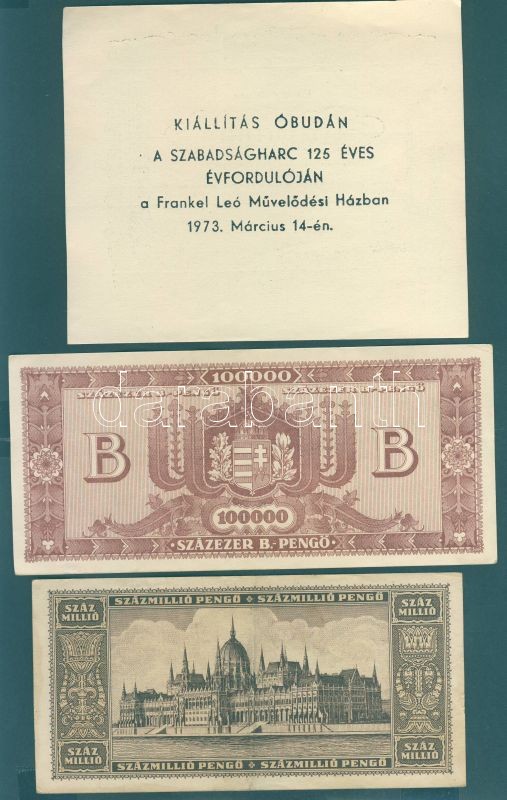 KIÁLLÍTÁS ÓBUDÁN
A SZABADSÁGHARC 125 ÉVES
ÉVFORDULÓJÁN
a Frankel Leó Művelődési Házban
1973. Március 14-én.
100000
SZÁZEZER B.-PENGŐ SZÁZEZER B.-PENGŐ
B B
darabanth
100000
SZÁZEZER B.-PENGŐ
SZÁZ MILLIÓ
SZÁZMILLIÓ PENGŐ SZÁZMILLIÓ PENGŐ
SZÁZ MILLIÓ
SZÁZ MILLIÓ
SZÁZMILLIÓ PENGŐ SZÁZMILLIÓ PENGŐ
SZÁZ MILLIÓ